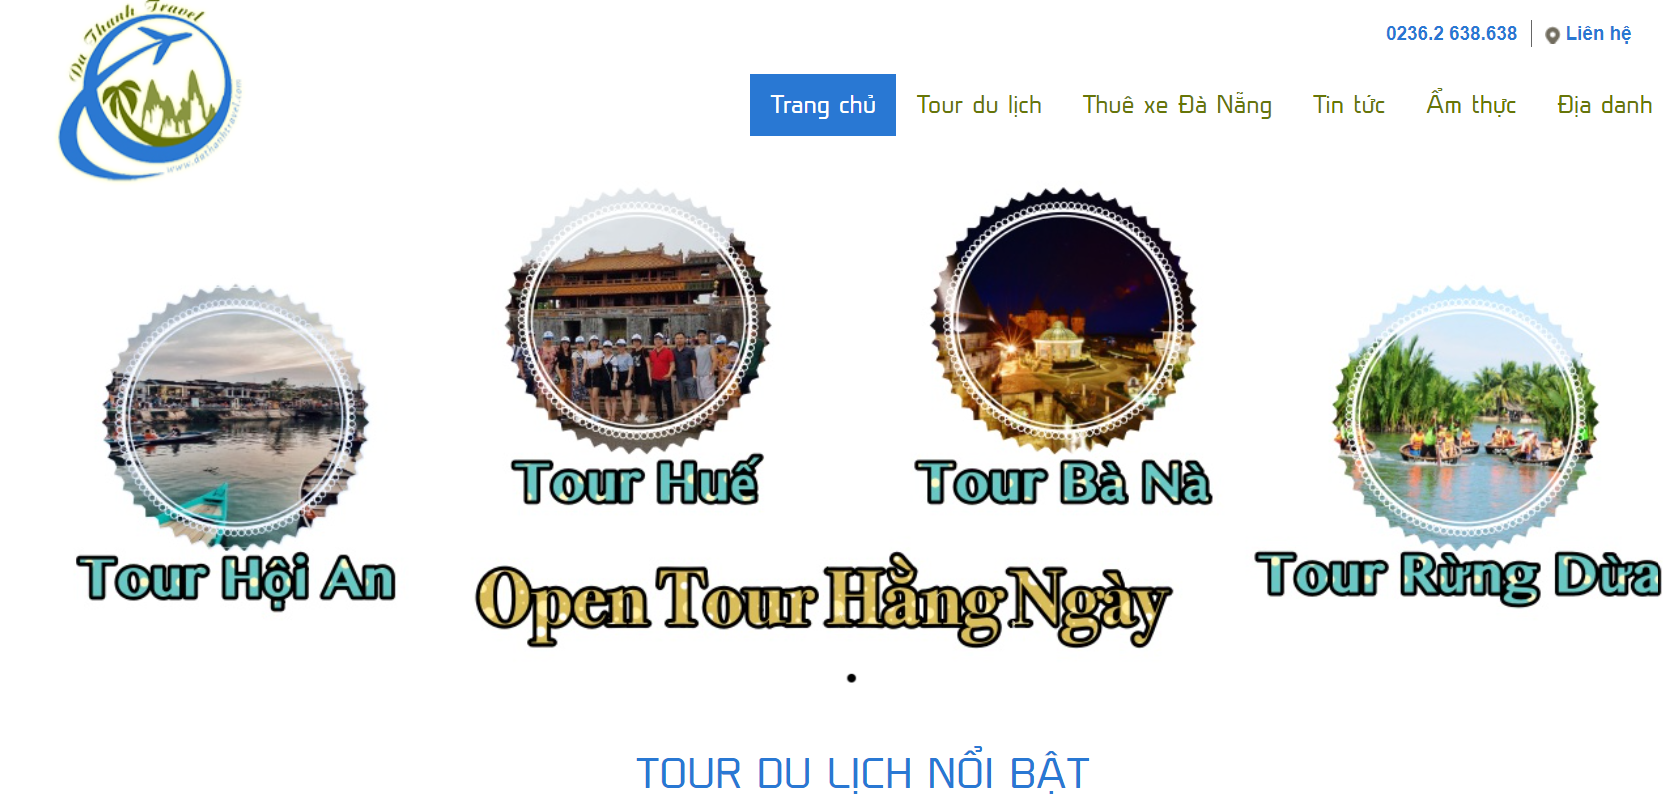 Da Thanh Travel
www.dathanhtravel.com
0236.2 638.638
Liên hệ
Trang chủ
Tour du lịch
Thuê xe Đà Nẵng
Tin tức
Ẩm thực
Địa danh
Tour Hội An
Tour Huế
Tour Bà Nà
Tour Rừng Dừa
Open Tour Hằng Ngày
TOUR DU LỊCH NỔI BẬT